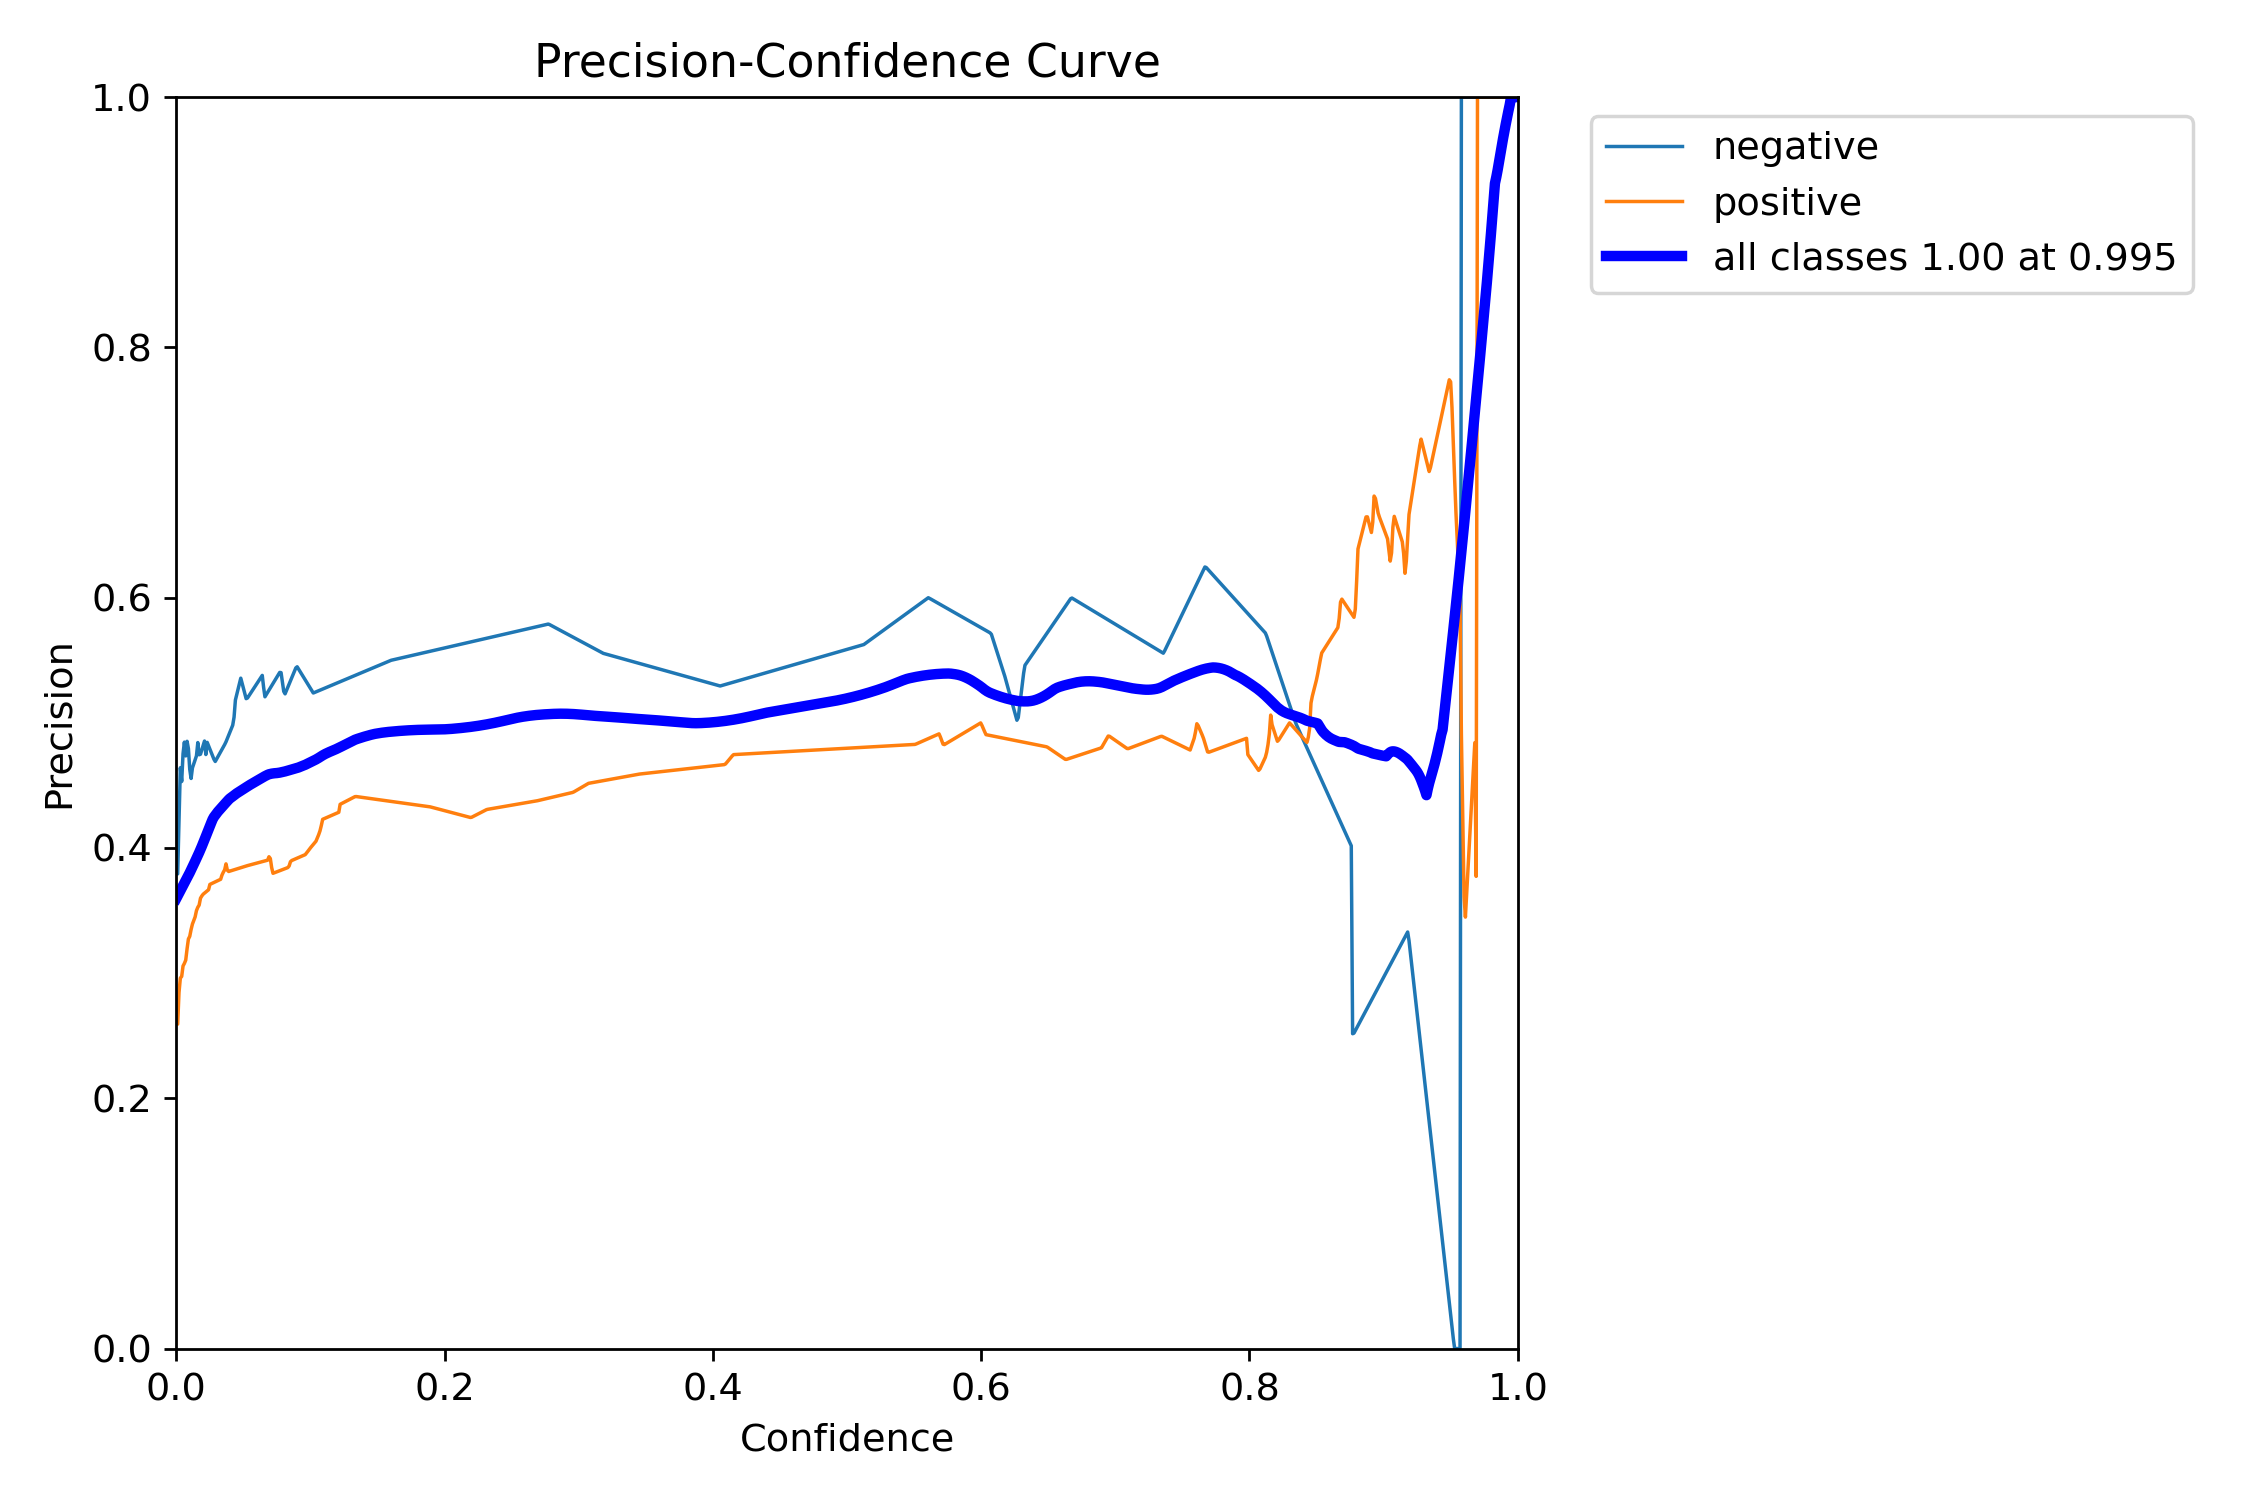 Precision-Confidence Curve
1.0
0.8
0.6
0.4
0.2
0.0
Precision
0.0 0.2 0.4 0.6 0.8 1.0
Confidence
negative
positive
all classes 1.00 at 0.995